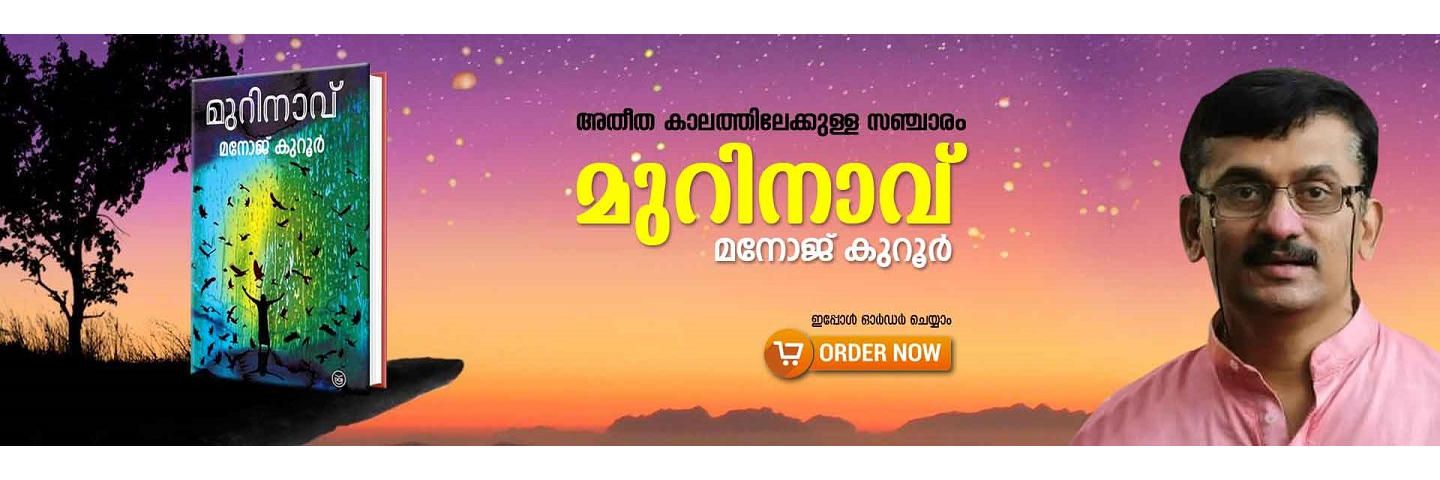 മുറിനാവ്
മനോജ് കുറൂർ
അതീത കാലത്തിലേക്കുള്ള സഞ്ചാരം
മുറിനാവ്
മനോജ് കുറൂർ
ഇപ്പോൾ ഓർഡർ ചെയ്യാം
ORDER NOW